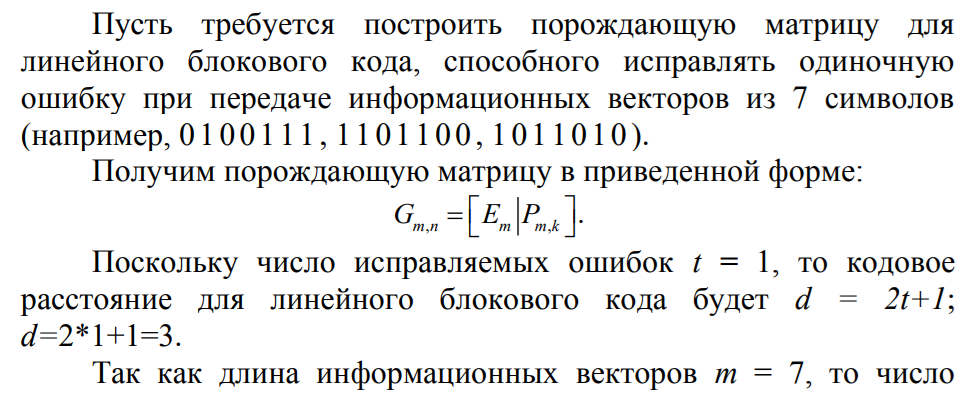 Пусть требуется построить порождающую матрицу для
линейного блокового кода, способного исправлять одиночную
ошибку при передаче информационных векторов из 7 символов
(например, 0 1 0 0 1 1 1 , 1 1 0 1 1 0 0 , 1 0 1 1 0 1 0 ).
Получим порождающую матрицу в приведенной форме:
G_{m,n} = [E_m | P_{m,k}].
Поскольку число исправляемых ошибок t = 1, то кодовое
расстояние для линейного блокового кода будет d = 2t+1;
d=2*1+1=3.
Так как длина информационных векторов m = 7, то число